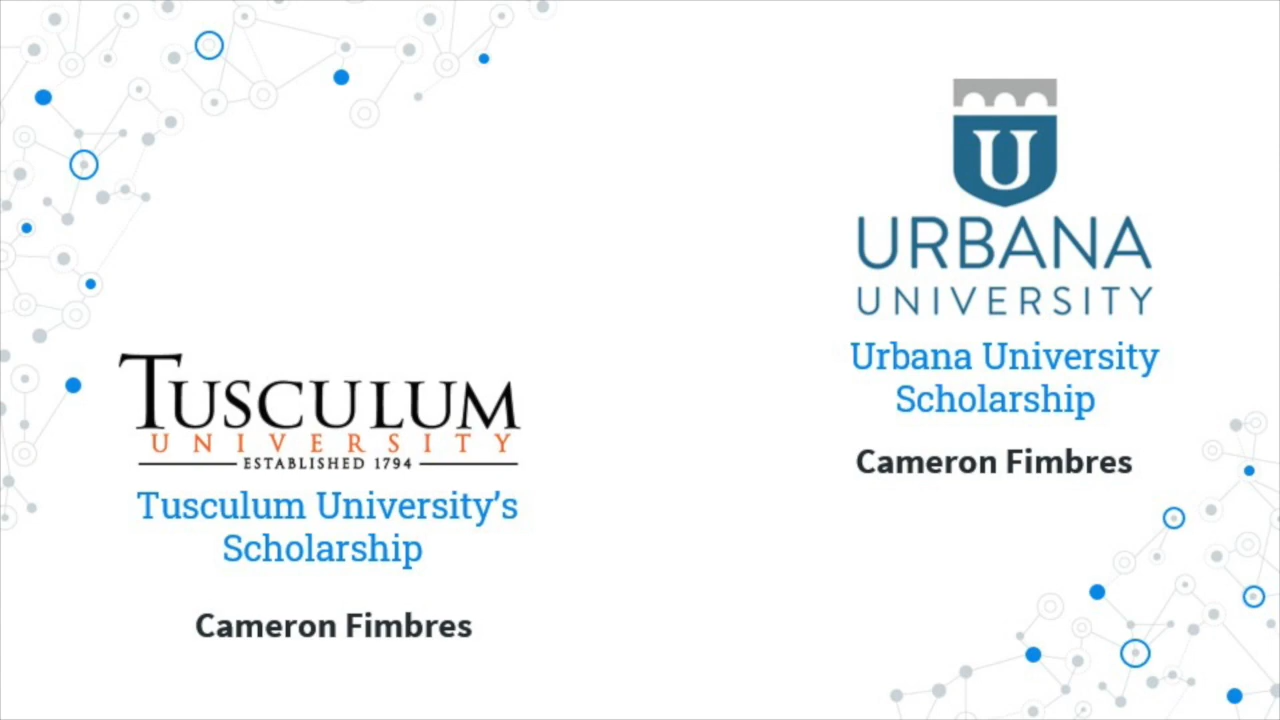 TUSCULUM
UNIVERSITY
ESTABLISHED 1794
Tusculum University’s
Scholarship
Cameron Fimbres
U
URBANA
UNIVERSITY
Urbana University
Scholarship
Cameron Fimbres